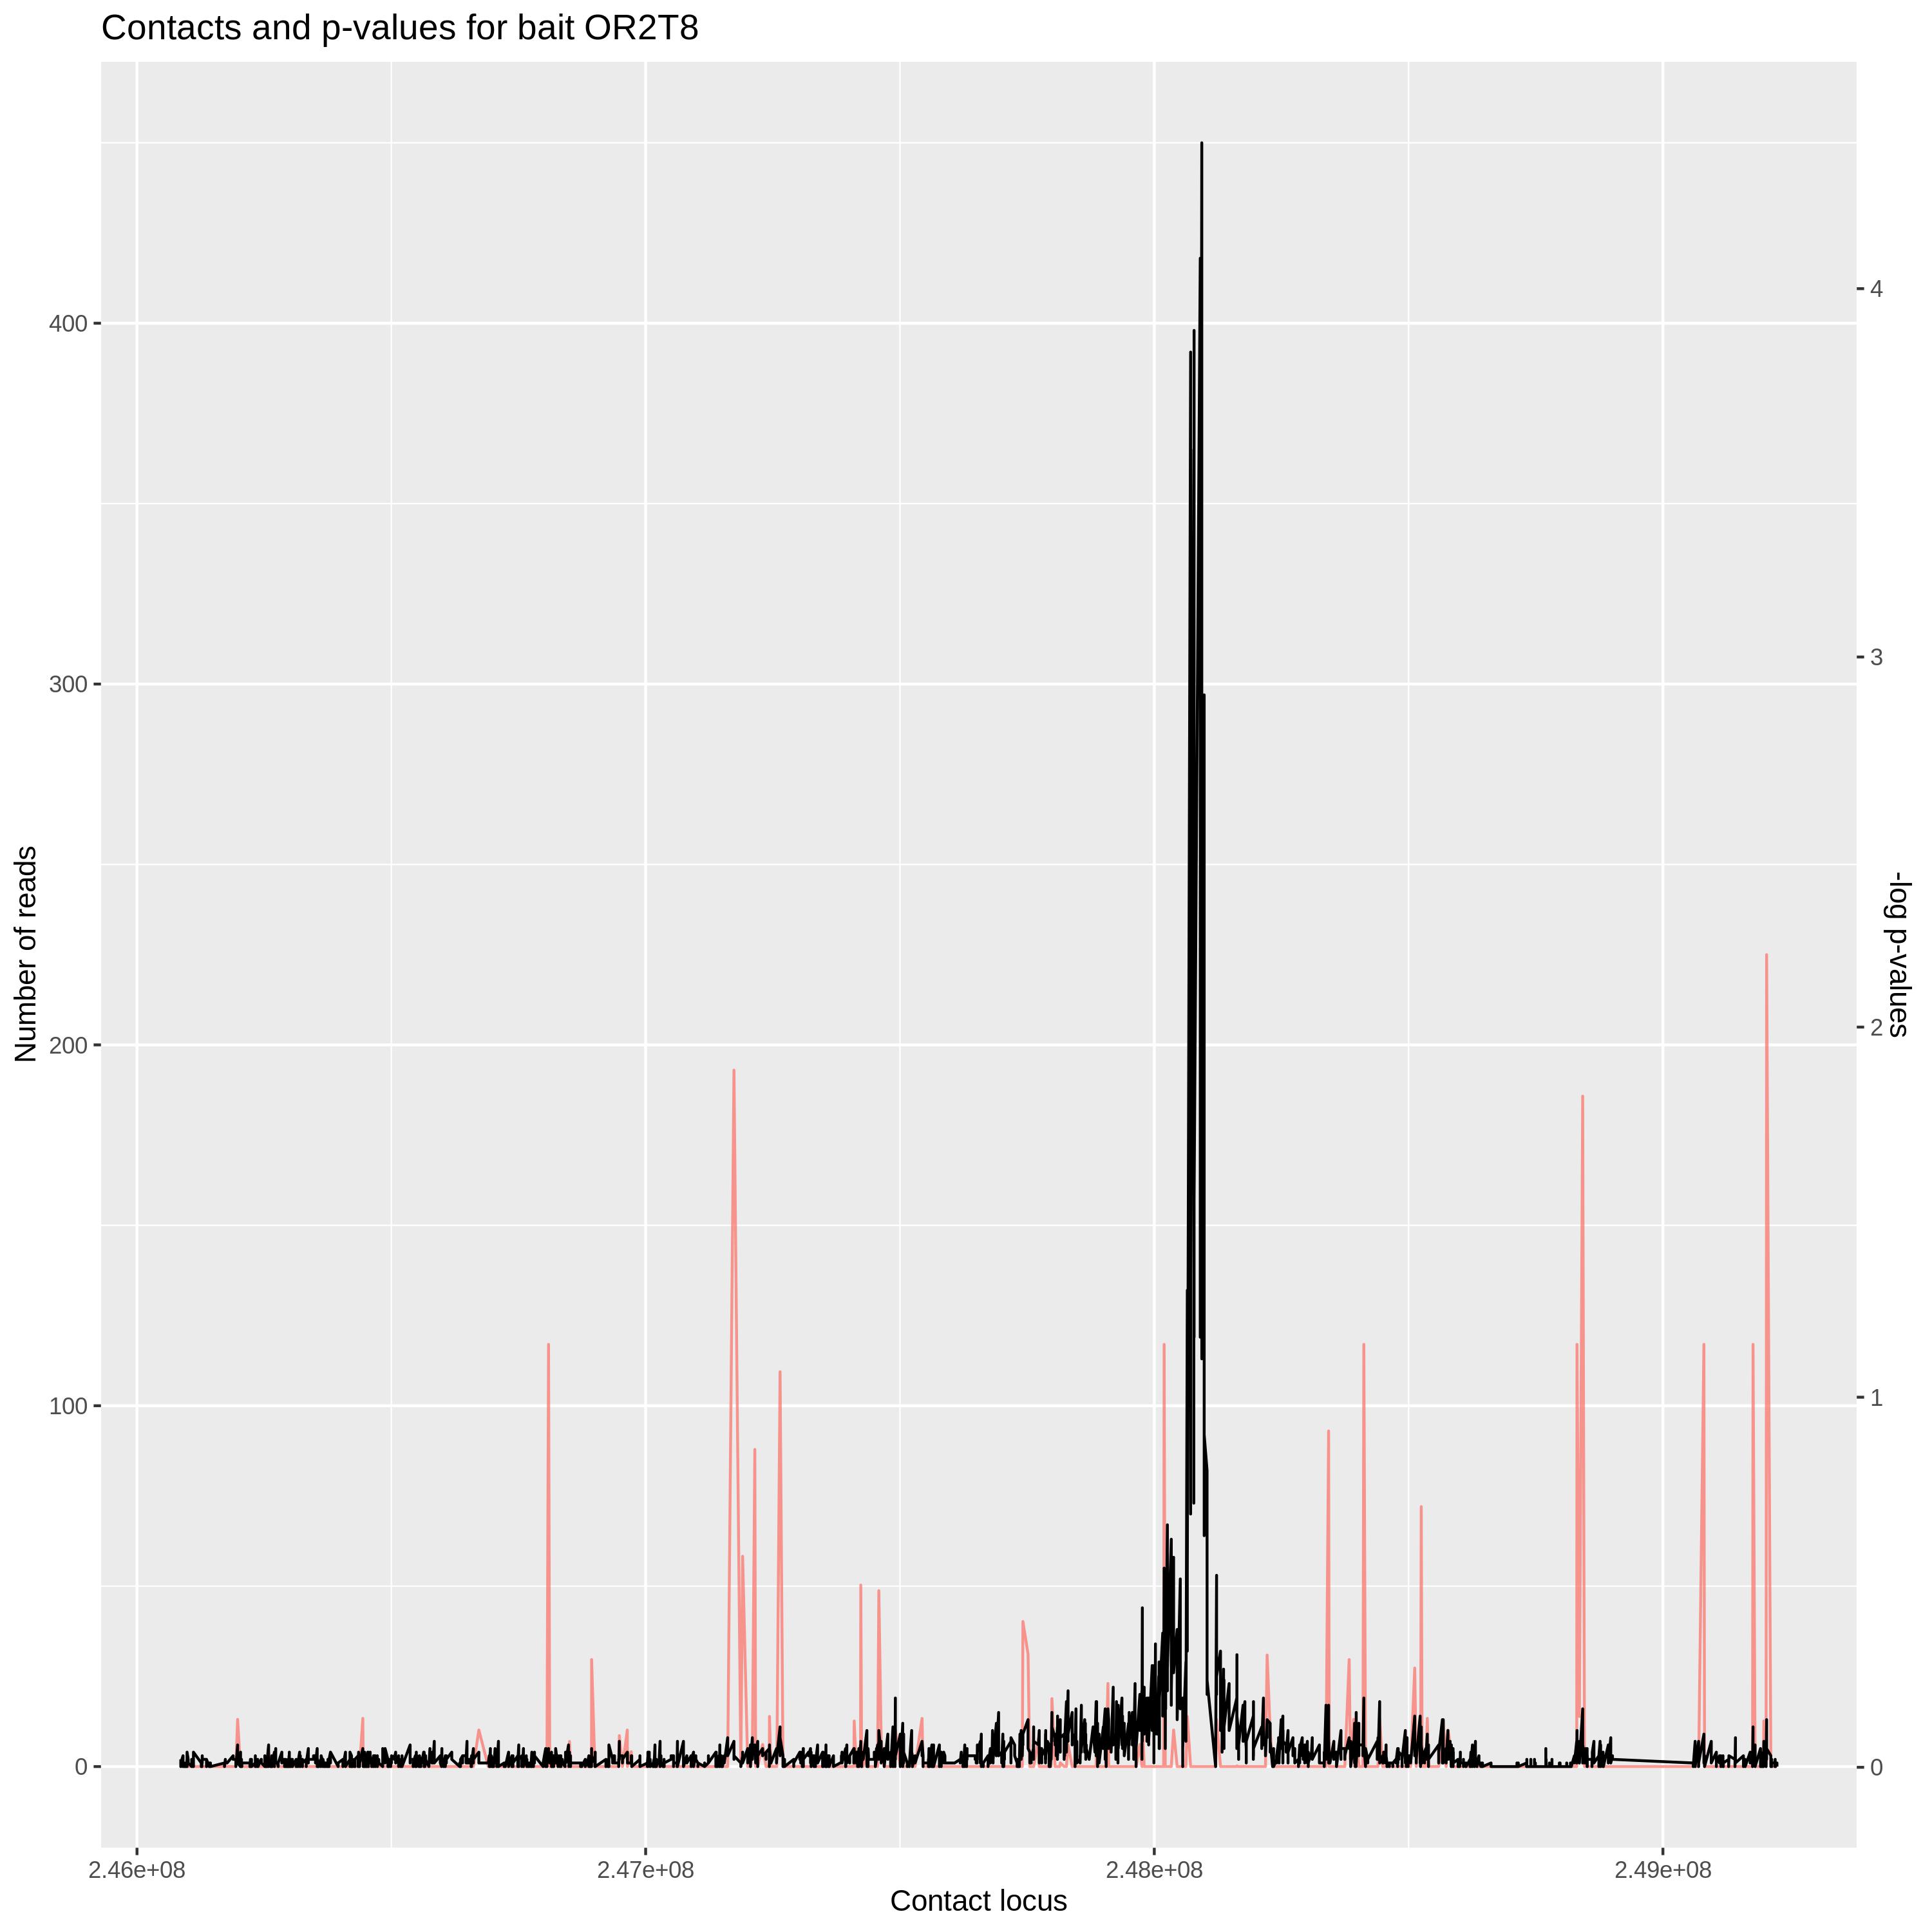 Contacts and p-values for bait OR2T8
400
300
200
100
0
Number of reads
4
3
2
1
0
-log p-values
2.46e+08 2.47e+08 2.48e+08 2.49e+08
Contact locus